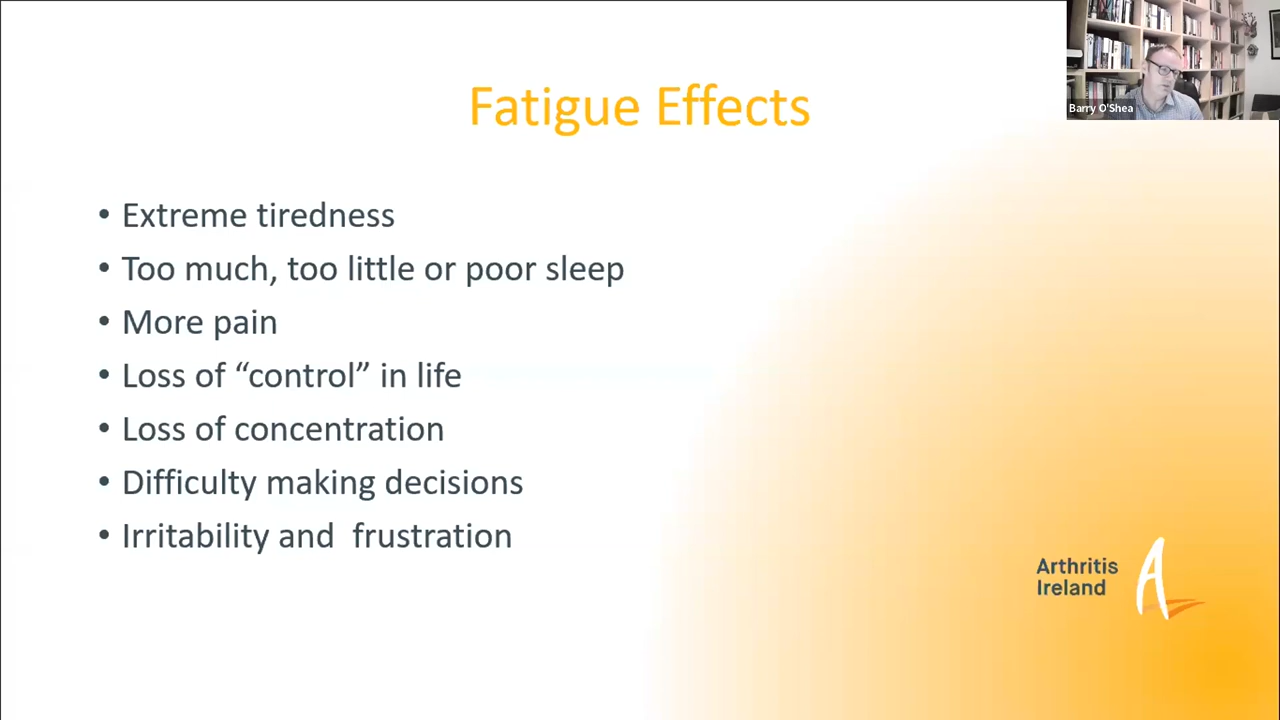 Fatigue Effects
Barry O'Shea
• Extreme tiredness
• Too much, too little or poor sleep
• More pain
• Loss of “control” in life
• Loss of concentration
• Difficulty making decisions
• Irritability and  frustration
Arthritis
Ireland